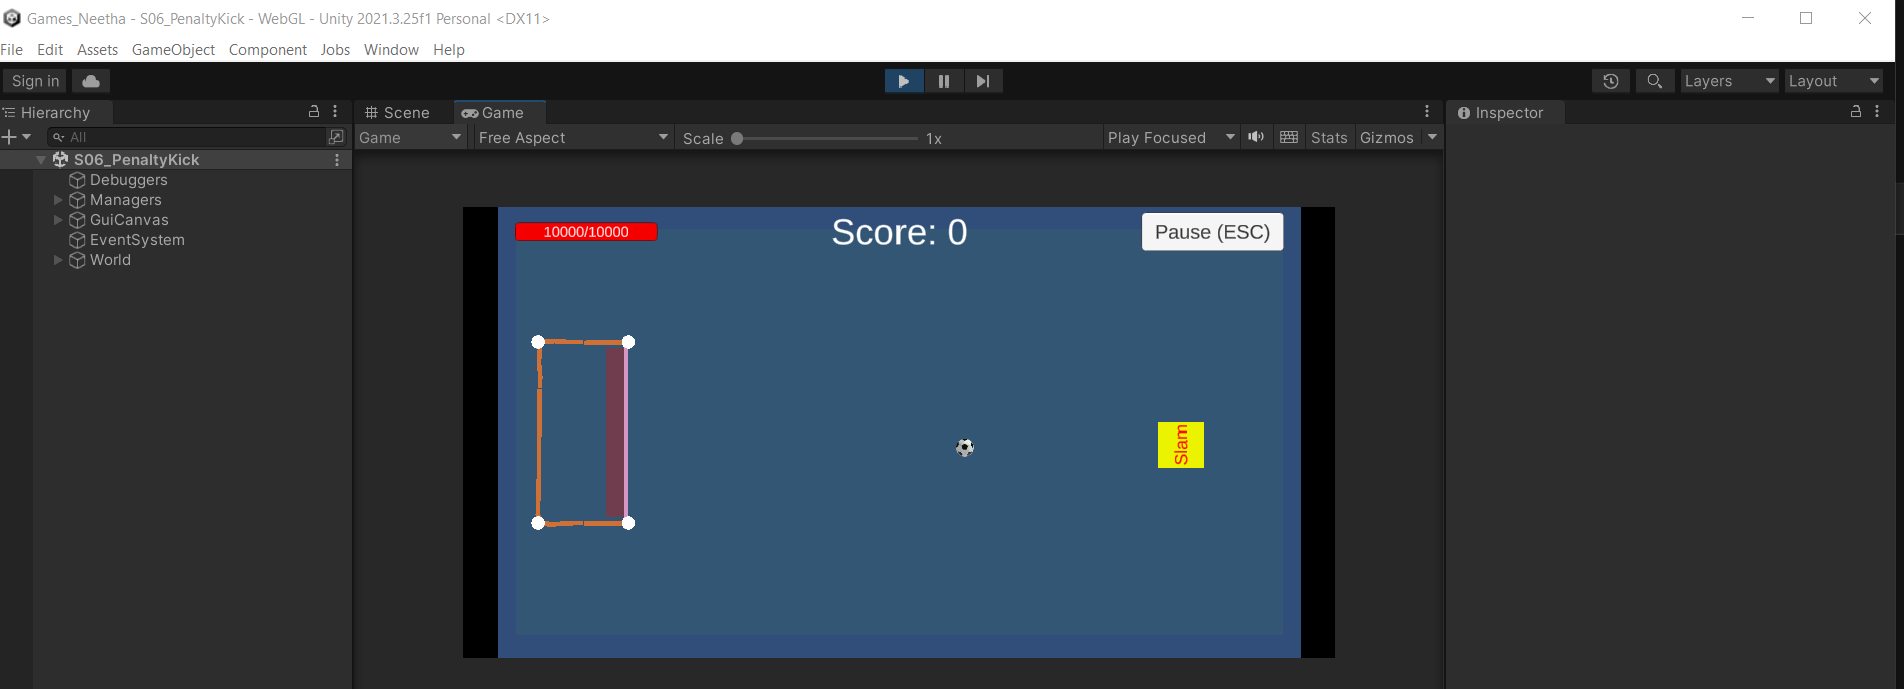 Games_Neetha - S06_PenaltyKick - WebGL - Unity 2021.3.25f1 Personal <DX11>
File Edit Assets GameObject Component Jobs Window Help
Sign in Layers Layout
Hierarchy Scene Game Inspector
All Game Free Aspect Scale 1x Play Focused Stats Gizmos
S06_PenaltyKick
Debuggers
Managers
GuiCanvas
EventSystem
World
10000/10000 Score: 0 Pause (ESC)
Slam